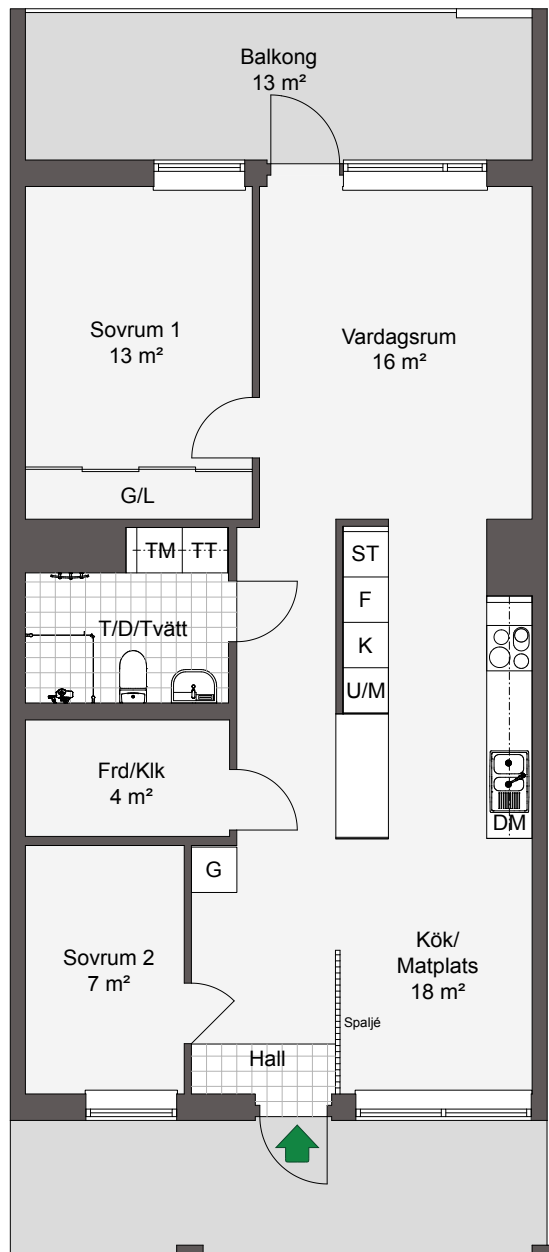 Balkong
13 m²
Sovrum 1
13 m²
Vardagsrum
16 m²
G/L
TM TT
ST
F
K
U/M
T/D/Tvätt
Frd/Klk
4 m²
DM
G
Sovrum 2
7 m²
Kök/
Matplats
18 m²
Spaljé
Hall